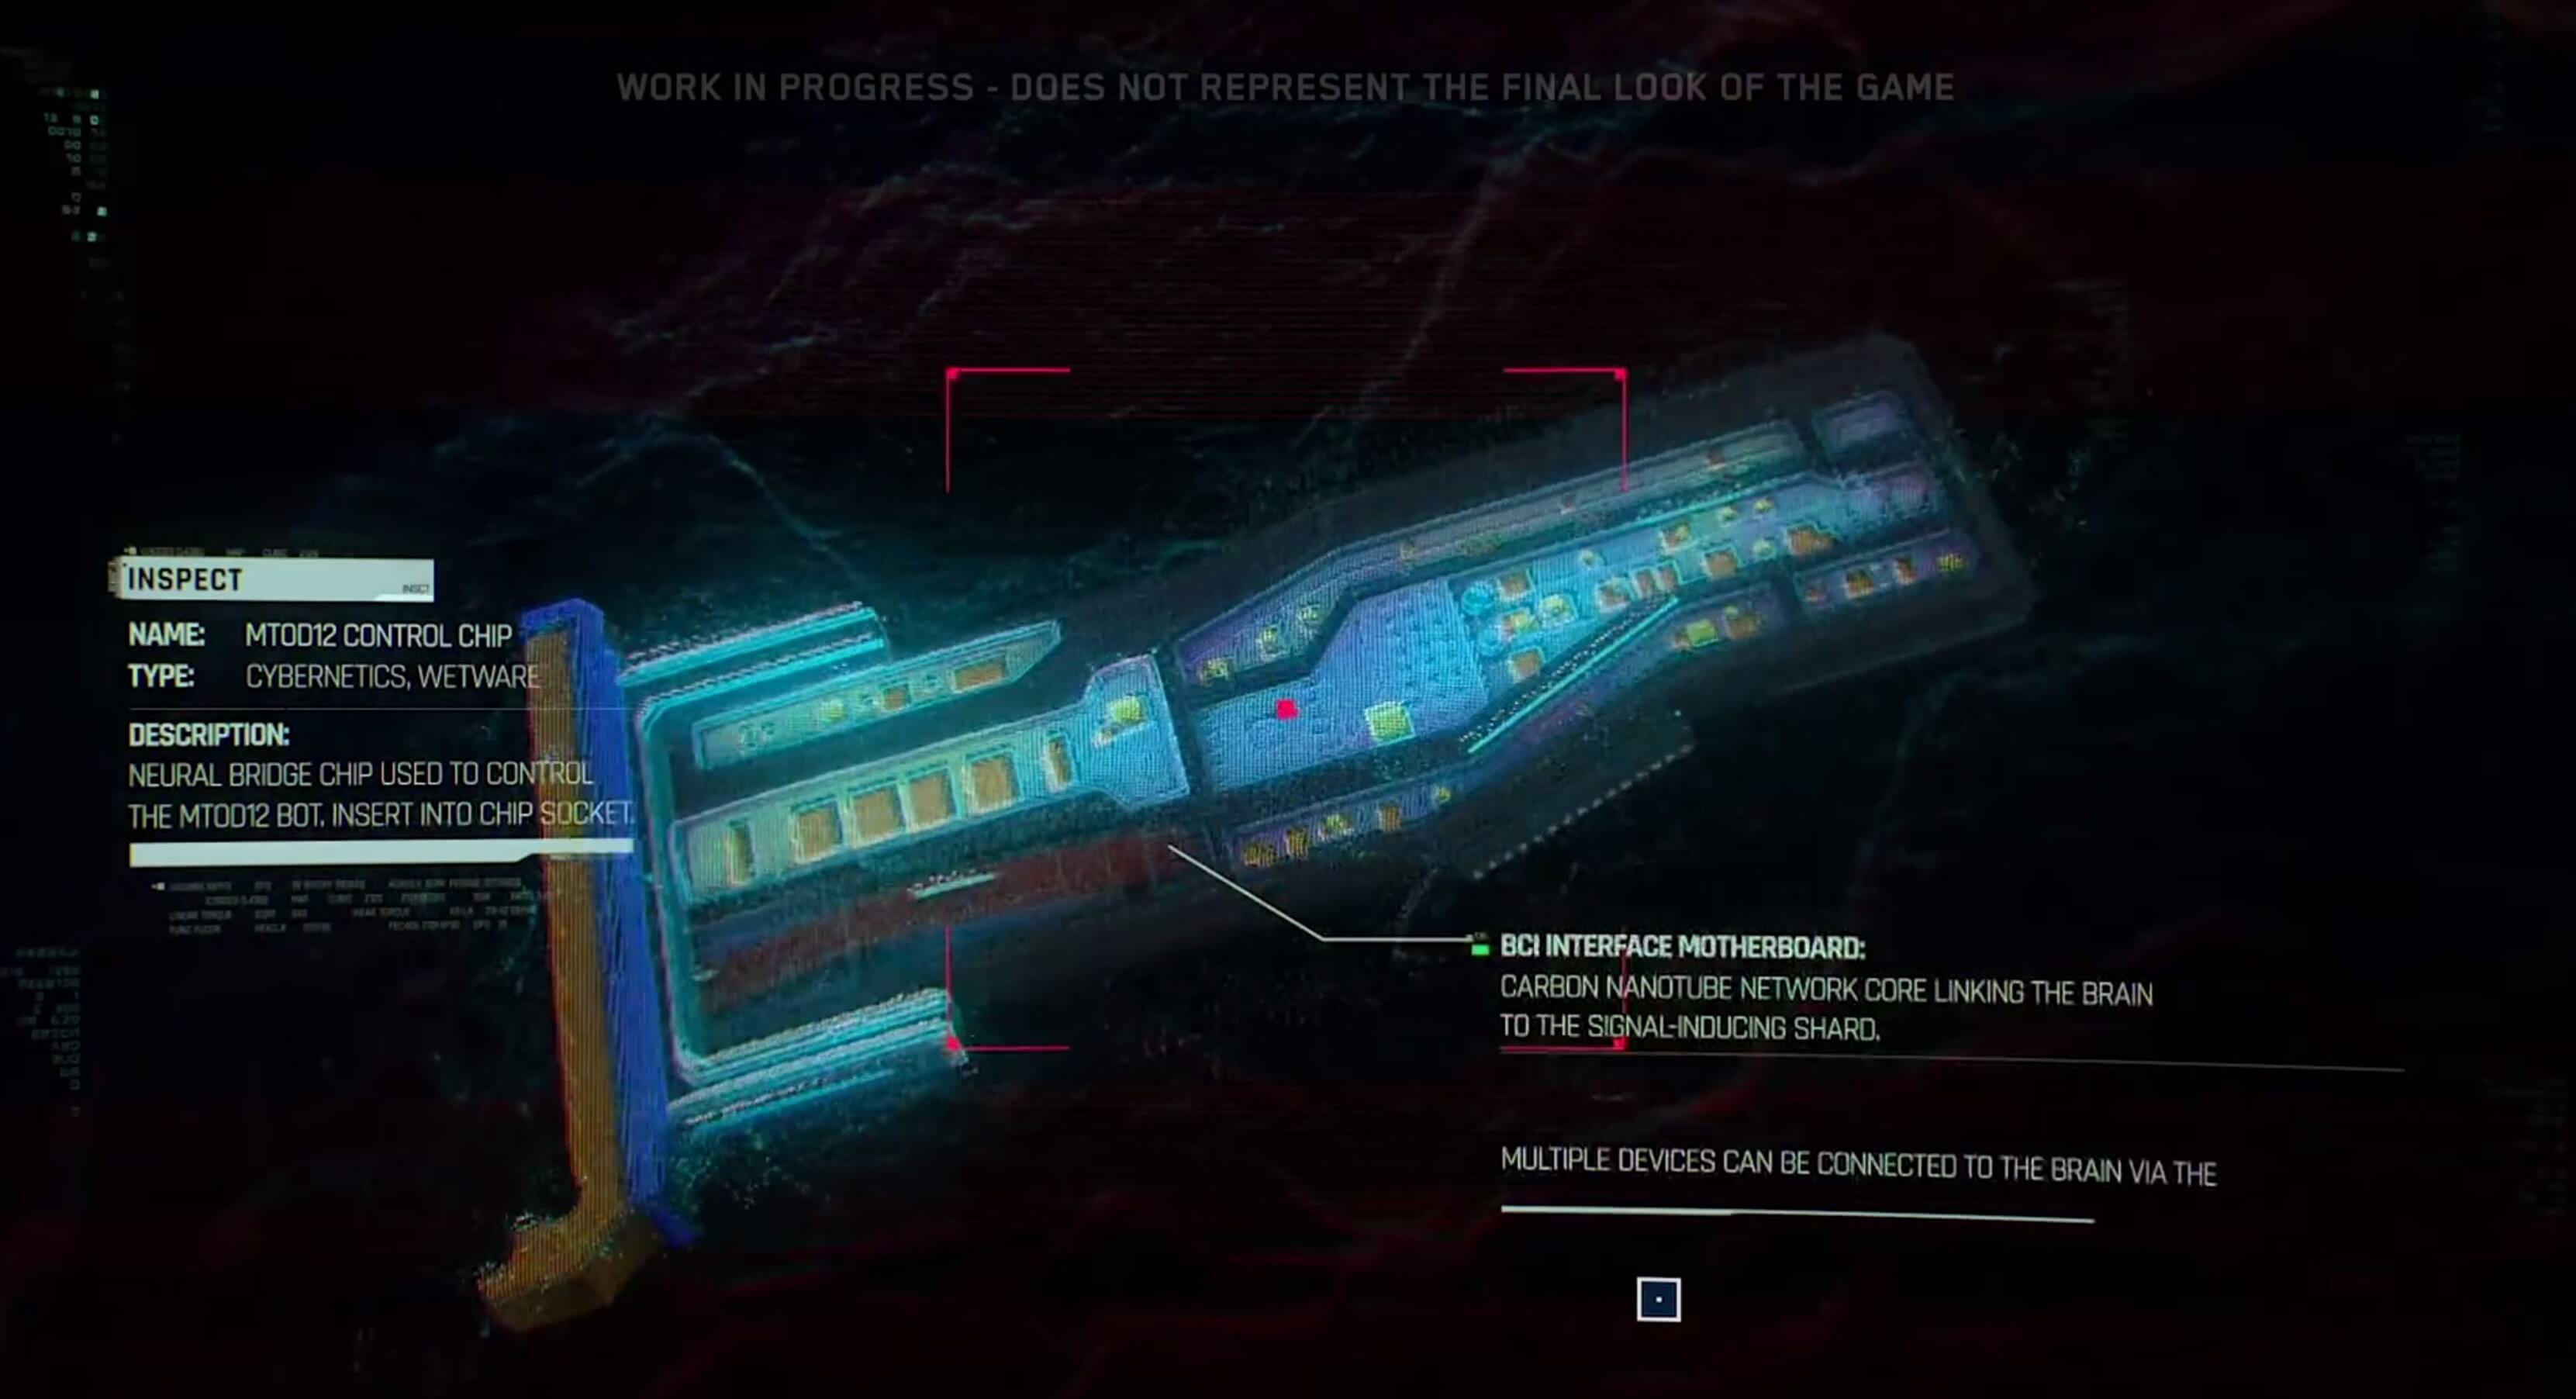 WORK IN PROGRESS - DOES NOT REPRESENT THE FINAL LOOK OF THE GAME
INSPECT
INSCT
NAME: MTOD12 CONTROL CHIP
TYPE: CYBERNETICS, WETWARE
DESCRIPTION:
NEURAL BRIDGE CHIP USED TO CONTROL
THE MTOD12 BOT. INSERT INTO CHIP SOCKET.
BCI INTERFACE MOTHERBOARD:
CARBON NANOTUBE NETWORK CORE LINKING THE BRAIN
TO THE SIGNAL-INDUCING SHARD.
MULTIPLE DEVICES CAN BE CONNECTED TO THE BRAIN VIA THE